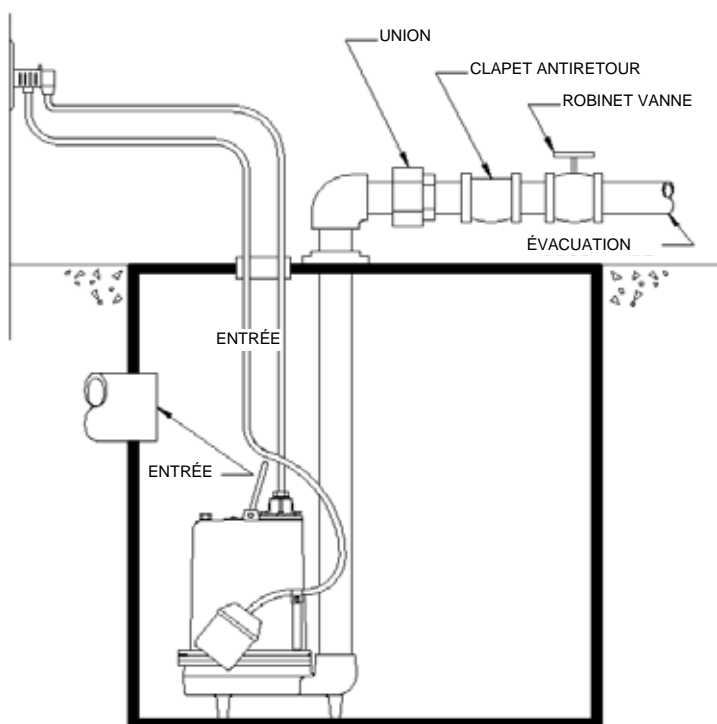 UNION
CLAPET ANTIRETOUR
ROBINET VANNE
ÉVACUATION
ENTRÉE
ENTRÉE